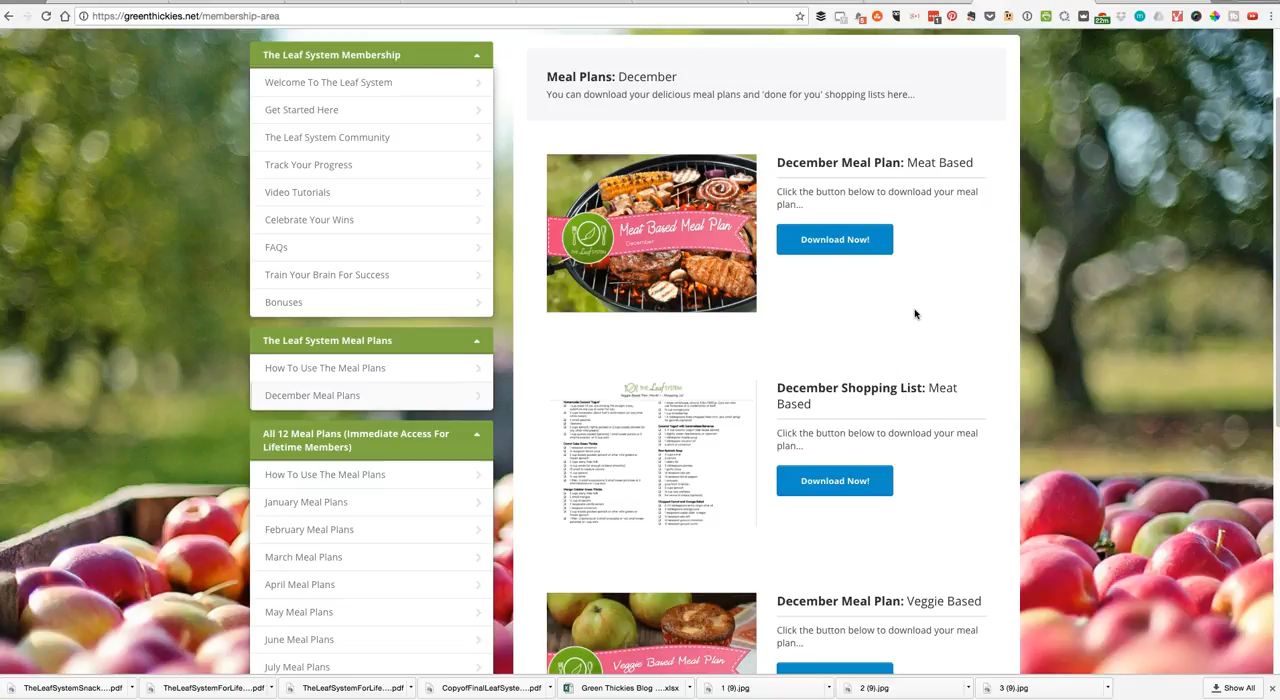 https://greenthickies.net/membership-area
22m
The Leaf System Membership
Welcome To The Leaf System
Get Started Here
The Leaf System Community
Track Your Progress
Video Tutorials
Celebrate Your Wins
FAQs
Train Your Brain For Success
Bonuses
The Leaf System Meal Plans
How To Use The Meal Plans
December Meal Plans
All 12 Months (Immediate Access For
Lifetime Members)
How To Use The Meal Plans
January Meal Plans
February Meal Plans
March Meal Plans
April Meal Plans
May Meal Plans
June Meal Plans
July Meal Plans
Meal Plans: December
You can download your delicious meal plans and 'done for you' shopping lists here...
Meat Based Meal Plan
December
THE LEAF SYSTEM
December Meal Plan: Meat Based
Click the button below to download your meal
plan...
Download Now!
The Leaf System
December Shopping List: Meat
Based
Click the button below to download your meal
plan...
Download Now!
Veggie Based Meal Plan
December Meal Plan: Veggie Based
Click the button below to download your meal
plan...
TheLeafSystemSnack....pdf
TheLeafSystemForLife....pdf
TheLeafSystemForLife....pdf
CopyofFinalLeafSyste....pdf
Green Thickies Blog ....xlsx
1 (9).jpg
2 (9).jpg
3 (9).jpg
Show All